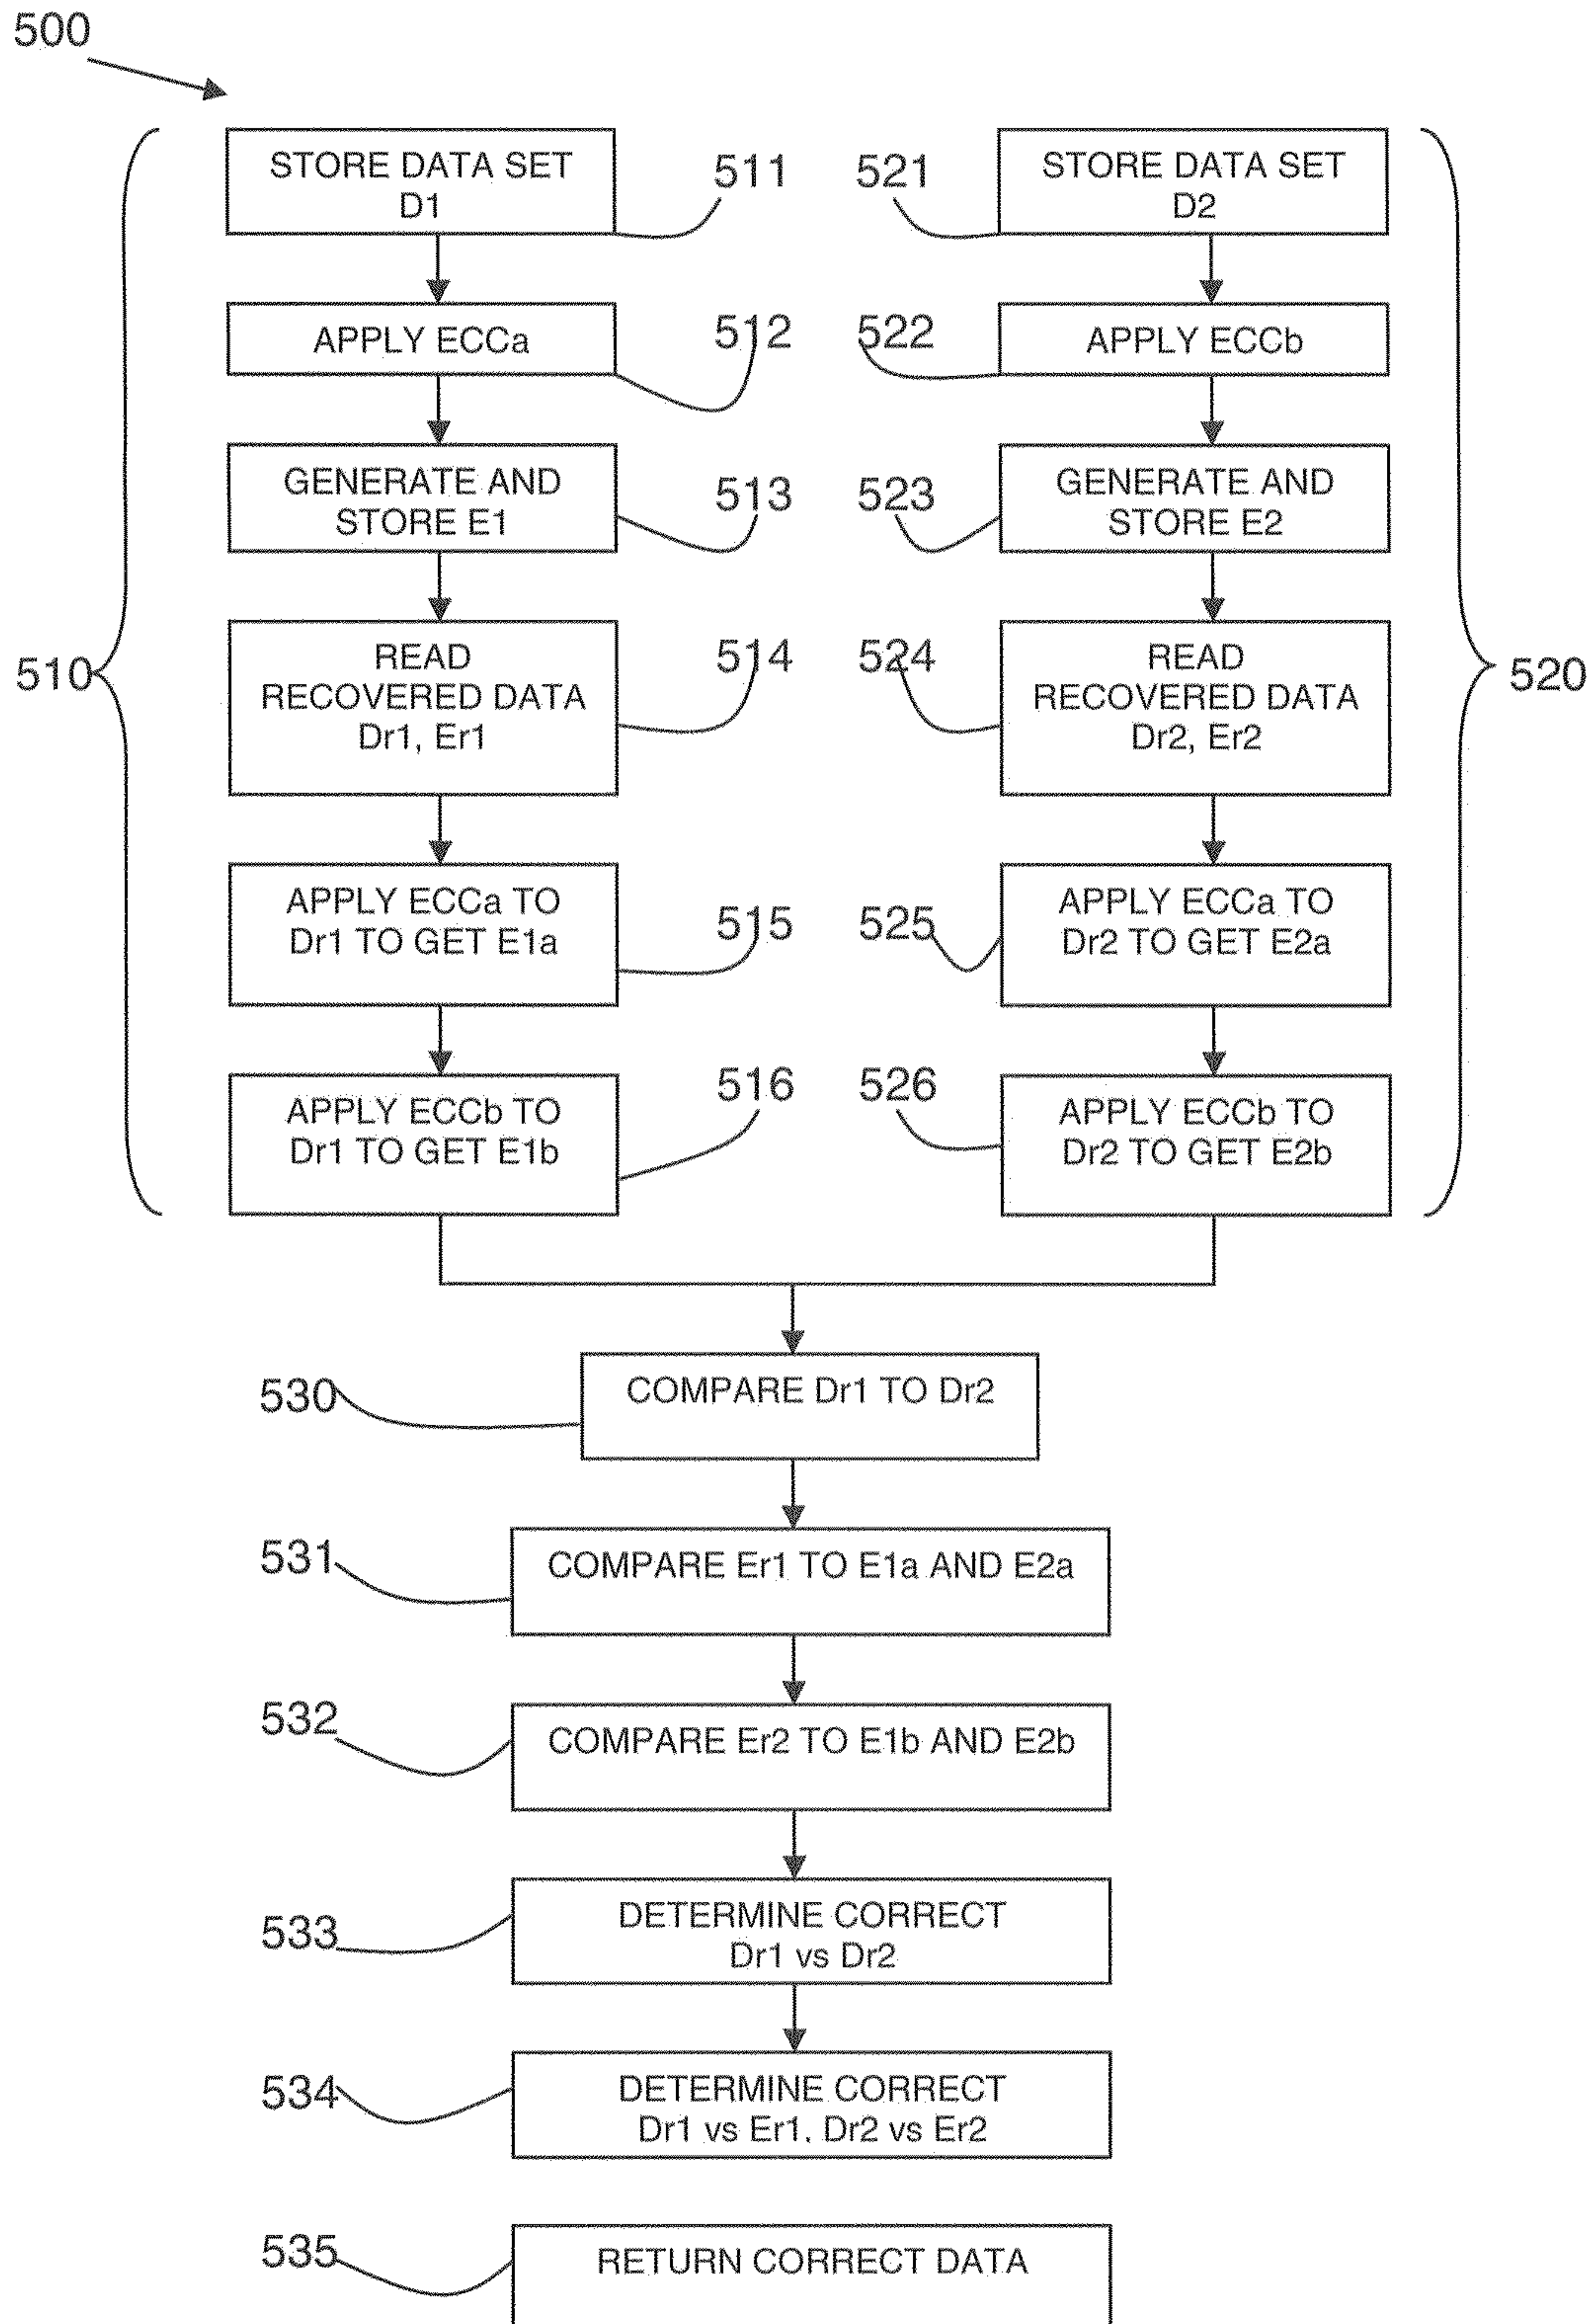 500
510
STORE DATA SET
D1
511
APPLY ECCa
512
GENERATE AND
STORE E1
513
READ
RECOVERED DATA
Dr1, Er1
514
APPLY ECCa TO
Dr1 TO GET E1a
515
APPLY ECCb TO
Dr1 TO GET E1b
516
520
521
STORE DATA SET
D2
522
APPLY ECCb
523
GENERATE AND
STORE E2
524
READ
RECOVERED DATA
Dr2, Er2
525
APPLY ECCa TO
Dr2 TO GET E2a
526
APPLY ECCb TO
Dr2 TO GET E2b
530
COMPARE Dr1 TO Dr2
531
COMPARE Er1 TO E1a AND E2a
532
COMPARE Er2 TO E1b AND E2b
533
DETERMINE CORRECT
Dr1 vs Dr2
534
DETERMINE CORRECT
Dr1 vs Er1, Dr2 vs Er2
535
RETURN CORRECT DATA